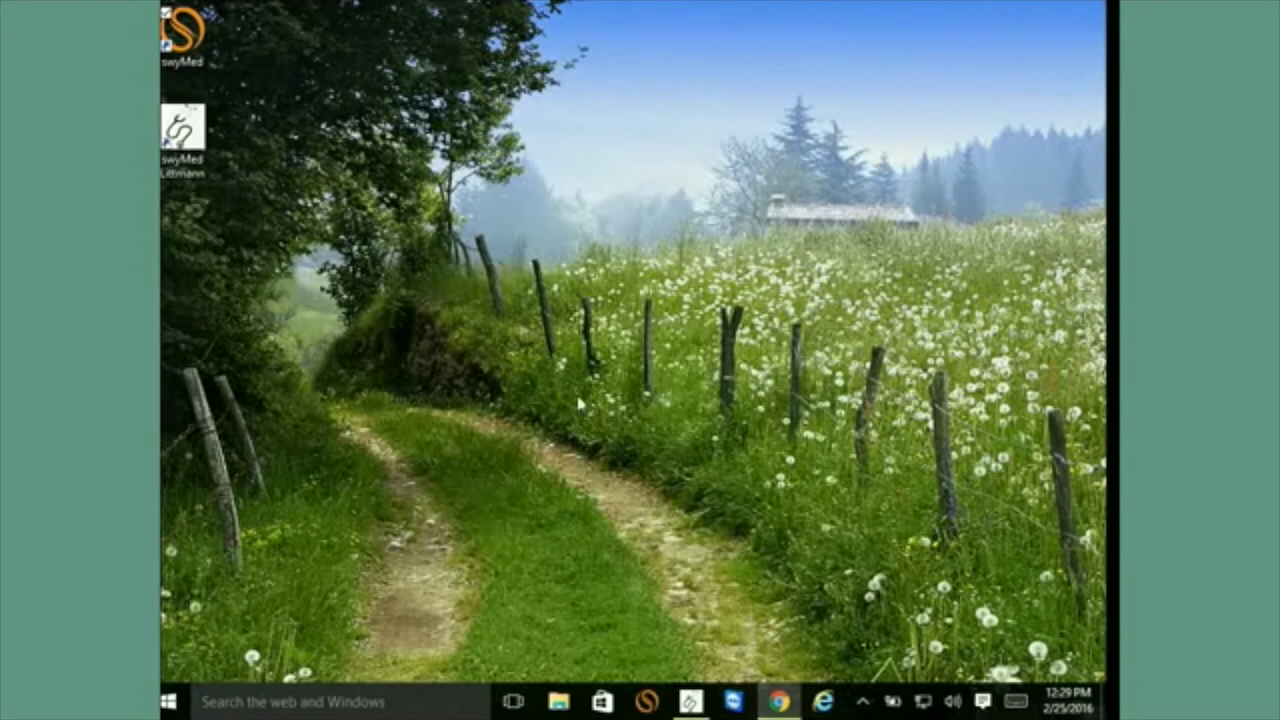 swyMed
swyMed
Littmann
Search the web and Windows
12:29 PM
2/25/2016